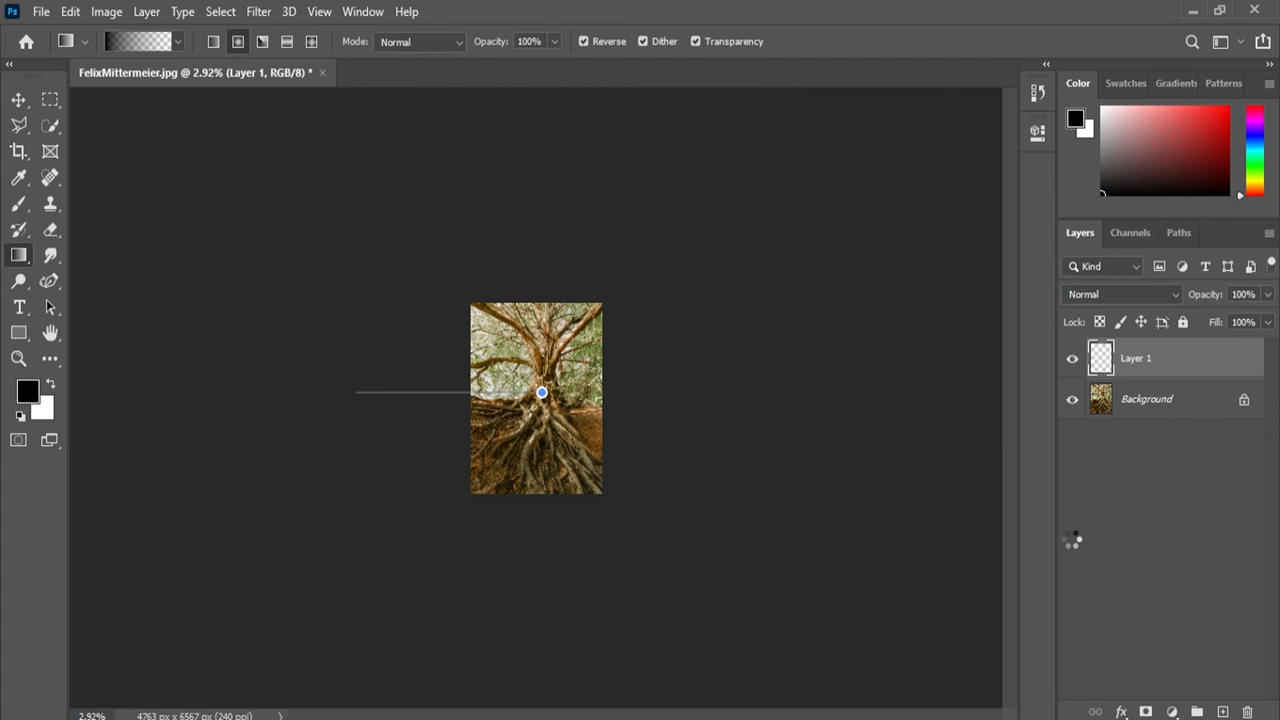 Ps File Edit Image Layer Type Select Filter 3D View Window Help
Mode: Normal Opacity: 100% Reverse Dither Transparency
FelixMittermeier.jpg @ 2.92% (Layer 1, RGB/8) * ×
Color Swatches Gradients Patterns
Layers Channels Paths
Kind
Normal Opacity: 100%
Lock: Fill: 100%
Layer 1
Background
2.92% 4763 px x 6567 px (240 ppi)